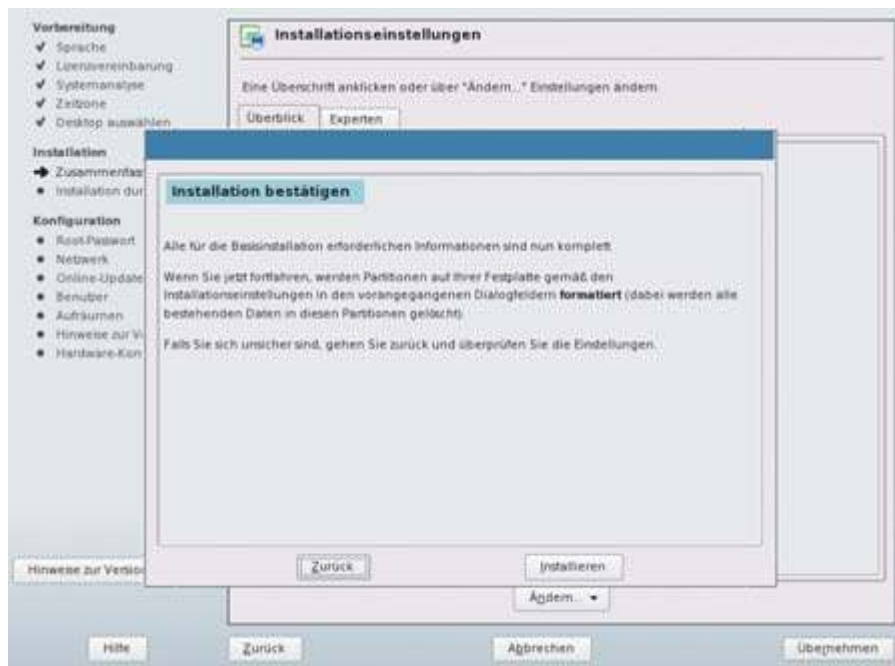 Vorbereitung
Sprache
Lizenzvereinbarung
Systemanalyse
Zeitzone
Desktop auswählen
Installation
Zusammenfas
Installation dur
Konfiguration
Root-Passwort
Netzwerk
Online-Update
Benutzer
Aufräumen
Hinweise zur V
Hardware-Kon
Hinweise zur Versio
Installationseinstellungen
Eine Überschrift anklicken oder über "Ändern..." Einstellungen ändern.
Überblick
Experten
Installation bestätigen
Alle für die Basisinstallation erforderlichen Informationen sind nun komplett.
Wenn Sie jetzt fortfahren, werden Partitionen auf Ihrer Festplatte gemäß den
Installationseinstellungen in den vorangegangenen Dialogfeldern formatiert (dabei werden alle
bestehenden Daten in diesen Partitionen gelöscht).
Falls Sie sich unsicher sind, gehen Sie zurück und überprüfen Sie die Einstellungen.
Zurück
Installieren
Ändern...
Hilfe
Zurück
Abbrechen
Übernehmen